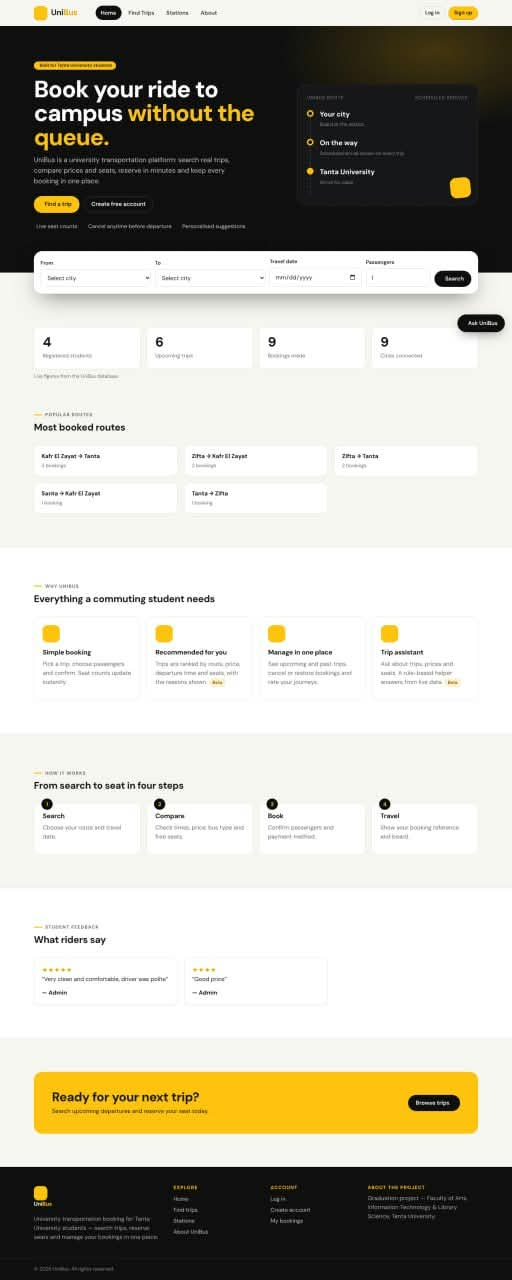 UniBus
Home
Find Trips
Stations
About
Log in
Sign up
Book your ride to
campus without the
queue.
UniBus is a university transportation platform: search real trips,
compare prices and seats, reserve in minutes and keep every
booking in one place.
Find a trip
Create free account
Live seat counts
Cancel anytime before departure
Personalised suggestions
Your city
On the way
Tanta University
From
To
Travel date
Passengers
Select city
Select city
mm/dd/yyyy
1
Search
Ask UniBus
4
Registered students
6
Upcoming trips
9
Bookings made
9
Cities connected
Live figures from the UniBus database.
POPULAR ROUTES
Most booked routes
Kafr El Zayat → Tanta
Zifta → Kafr El Zayat
2 bookings
Zifta → Tanta
2 bookings
Santa → Kafr El Zayat
1 booking
Tanta → Zifta
1 booking
WHY UNIBUS
Everything a commuting student needs
Simple booking
Pick a trip, choose passengers
and confirm. Seat counts update
instantly.
Recommended for you
Trips are ranked by route, price,
departure time and seats, with
the reasons shown. Beta
Manage in one place
See upcoming and past trips,
cancel or restore bookings and
rate your journeys.
Trip assistant
Ask about trips, prices and
seats. A rule-based helper
answers from live data. Beta
HOW IT WORKS
From search to seat in four steps
1
Search
Choose your route and travel
date.
2
Compare
Check times, price, bus type and
free seats.
3
Book
Confirm passengers and
payment method.
4
Travel
Show your booking reference
and board.
STUDENT FEEDBACK
What riders say
★★★★★
"Very clean and comfortable, driver was polite"
— Admin
★★★★
"Good price"
— Admin
Ready for your next trip?
Search upcoming departures and reserve your seat today.
Browse trips
UniBus
University transportation booking for Tanta
University students — search trips, reserve
seats and manage your bookings in one place.
EXPLORE
Home
Find trips
Stations
About UniBus
ACCOUNT
Log in
Create account
My bookings
ABOUT THE PROJECT
Graduation project — Faculty of Arts,
Information Technology & Library
Science, Tanta University.